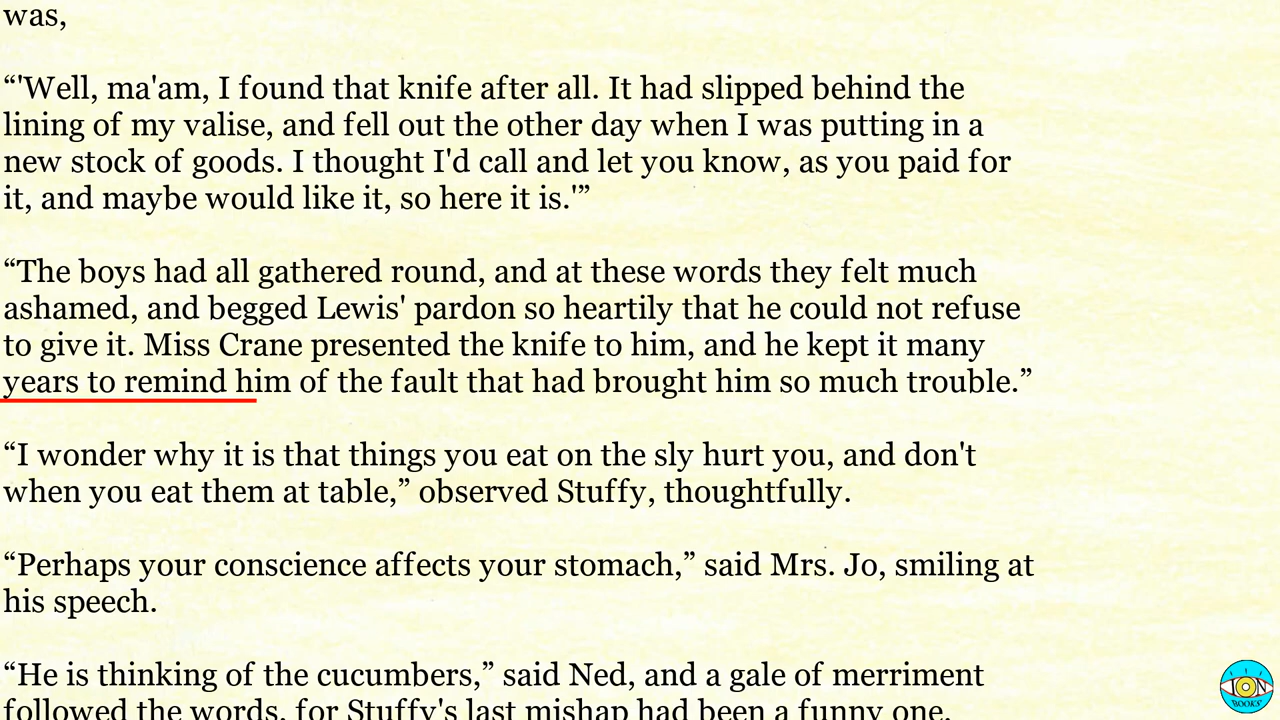 was,
“'Well, ma'am, I found that knife after all. It had slipped behind the
lining of my valise, and fell out the other day when I was putting in a
new stock of goods. I thought I'd call and let you know, as you paid for
it, and maybe would like it, so here it is.'”
“The boys had all gathered round, and at these words they felt much
ashamed, and begged Lewis' pardon so heartily that he could not refuse
to give it. Miss Crane presented the knife to him, and he kept it many
years to remind him of the fault that had brought him so much trouble.”
“I wonder why it is that things you eat on the sly hurt you, and don't
when you eat them at table,” observed Stuffy, thoughtfully.
“Perhaps your conscience affects your stomach,” said Mrs. Jo, smiling at
his speech.
“He is thinking of the cucumbers,” said Ned, and a gale of merriment
followed the words, for Stuffy's last mishap had been a funny one.
ION
BOOKS